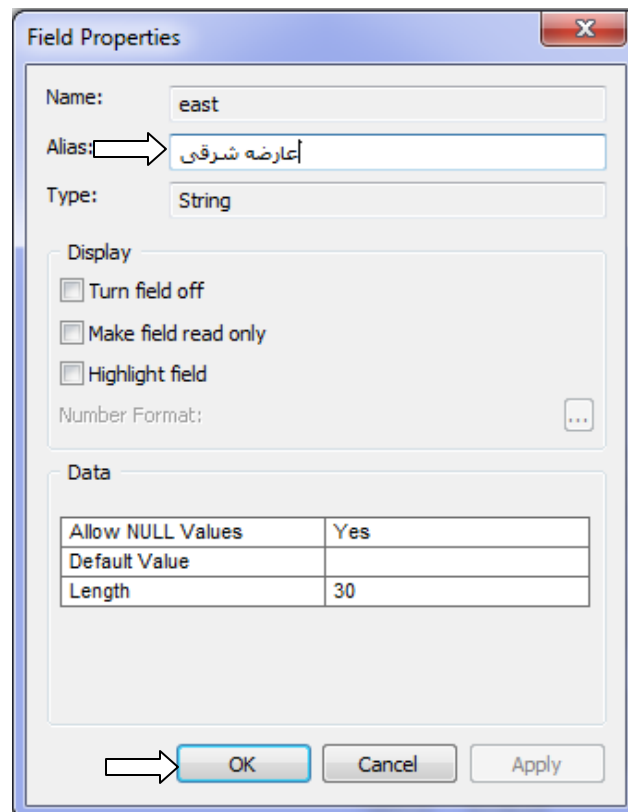 Field Properties
Name: east
Alias: عارضه شرقی
Type: String
Display
Turn field off
Make field read only
Highlight field
Number Format: ...
Data
Allow NULL Values Yes
Default Value
Length 30
OK Cancel Apply